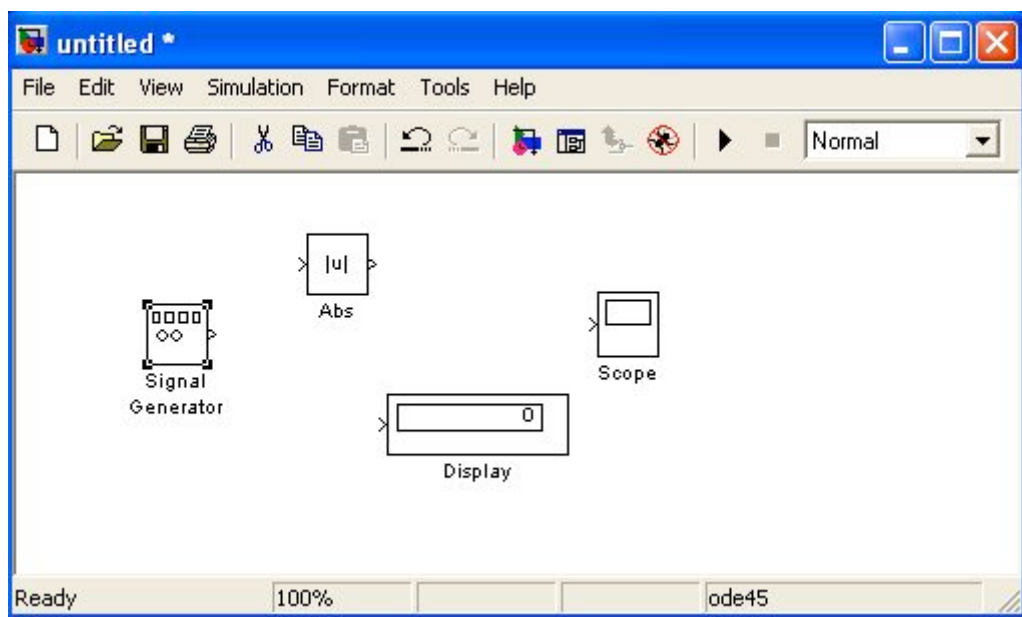 untitled *
File Edit View Simulation Format Tools Help
Normal
|u|
Abs
Signal
Generator
Scope
0
Display
Ready 100% ode45